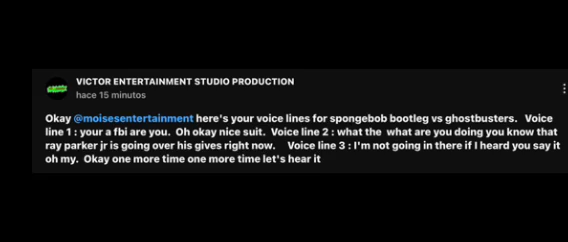 VICTOR ENTERTAINMENT STUDIO PRODUCTION
hace 15 minutos
Okay @moisesentertainment here's your voice lines for spongebob bootleg vs ghostbusters.   Voice
line 1 : your a fbi are you.  Oh okay nice suit.  Voice line 2 : what the  what are you doing you know that
ray parker jr is going over his gives right now.    Voice line 3 : I'm not going in there if I heard you say it
oh my.  Okay one more time one more time let's hear it